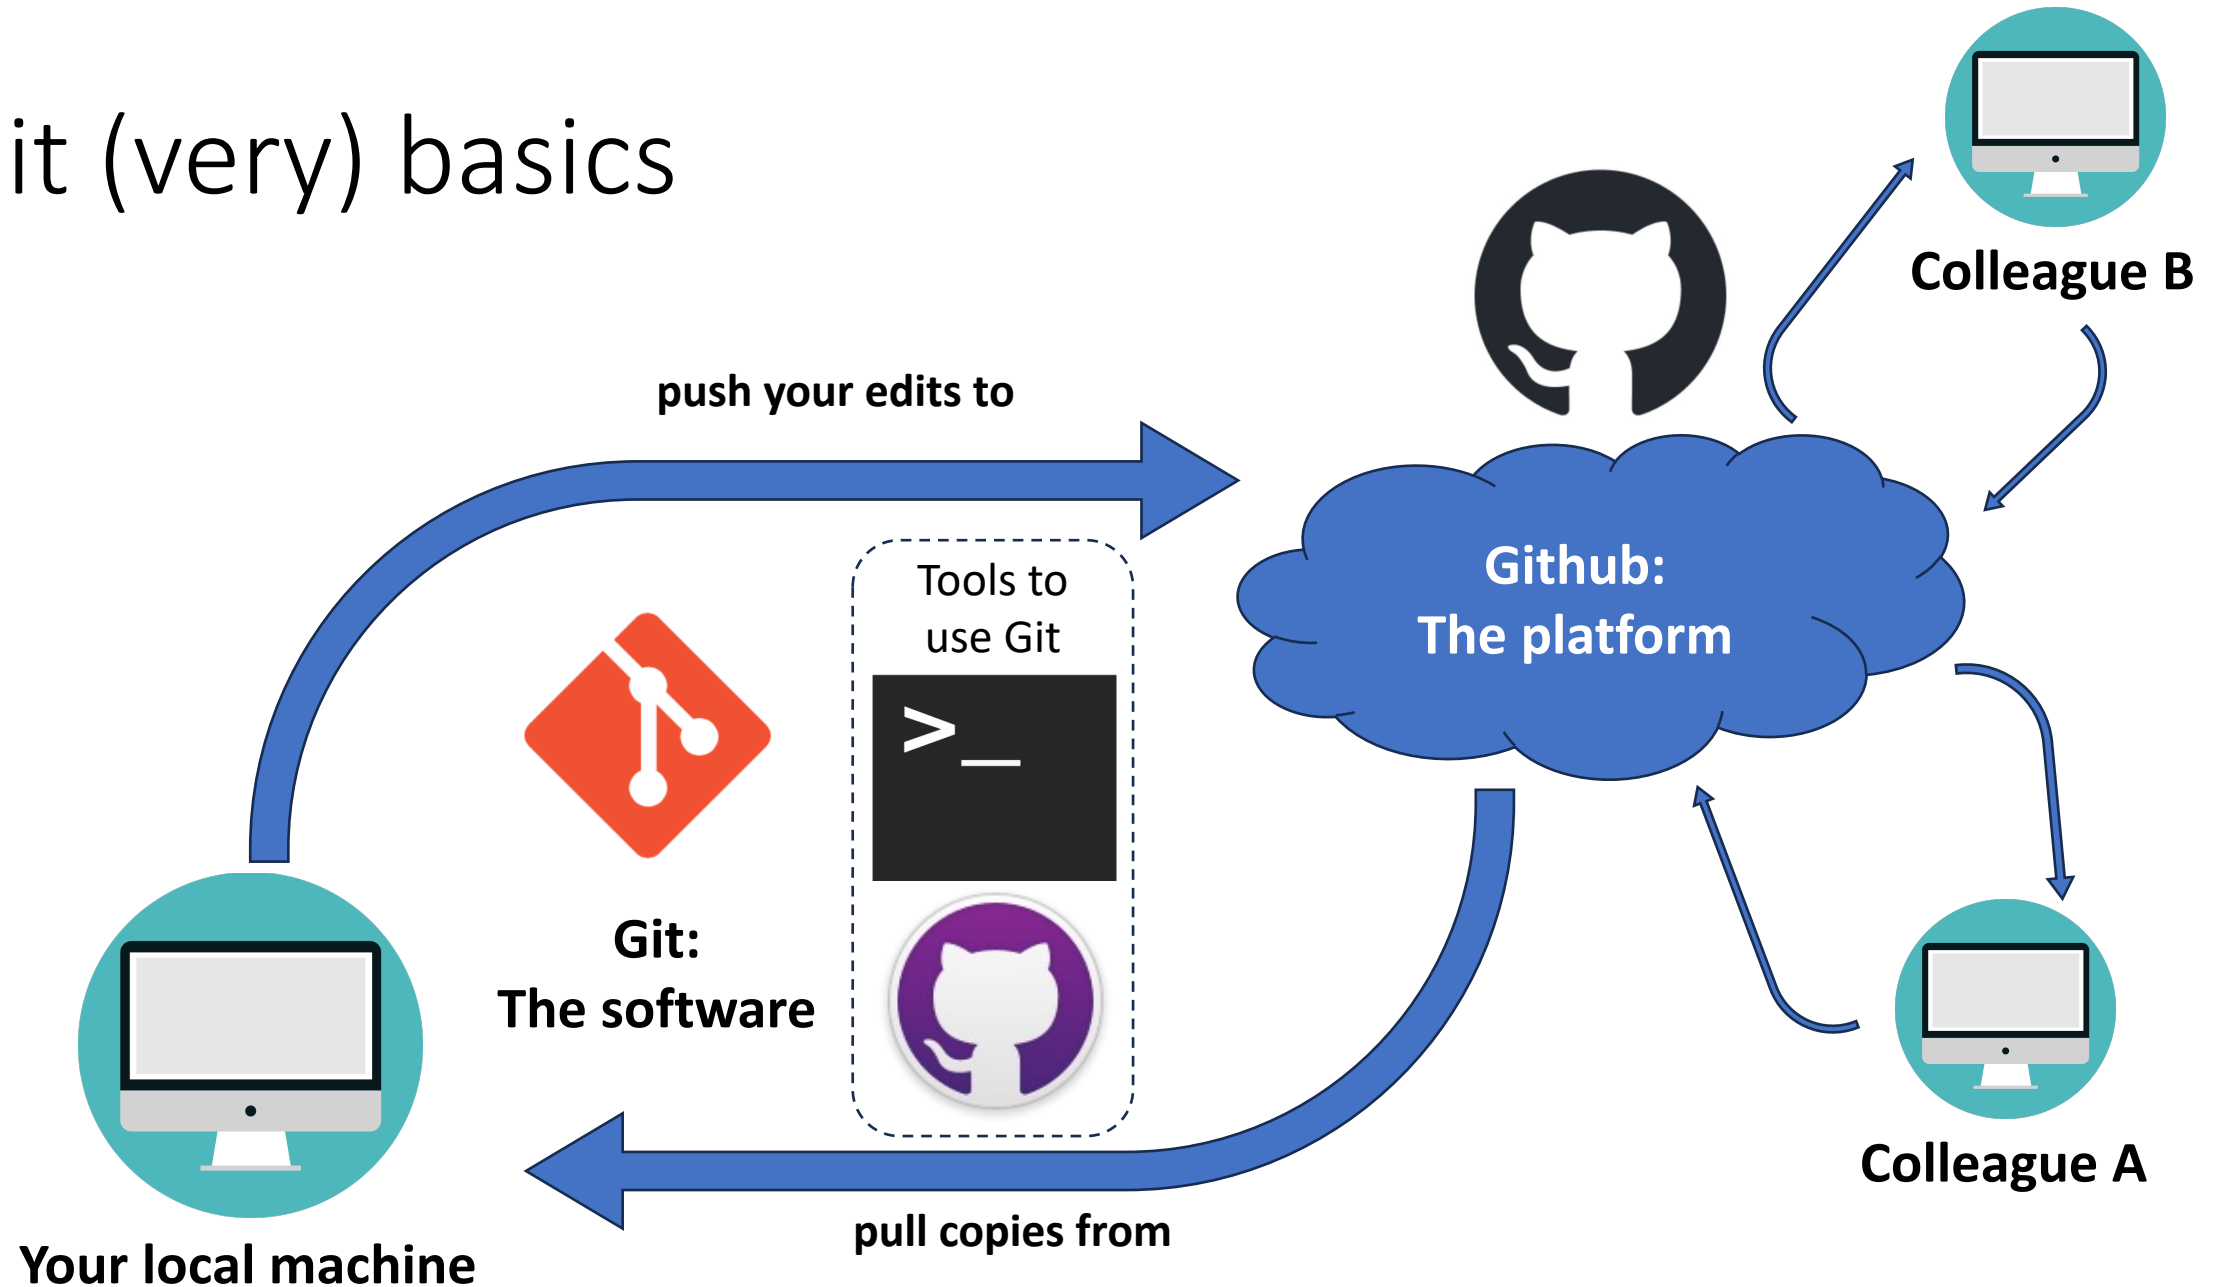 it (very) basics
Colleague B
push your edits to
Tools to
use Git
Github:
The platform
>_
Git:
The software
Colleague A
pull copies from
Your local machine